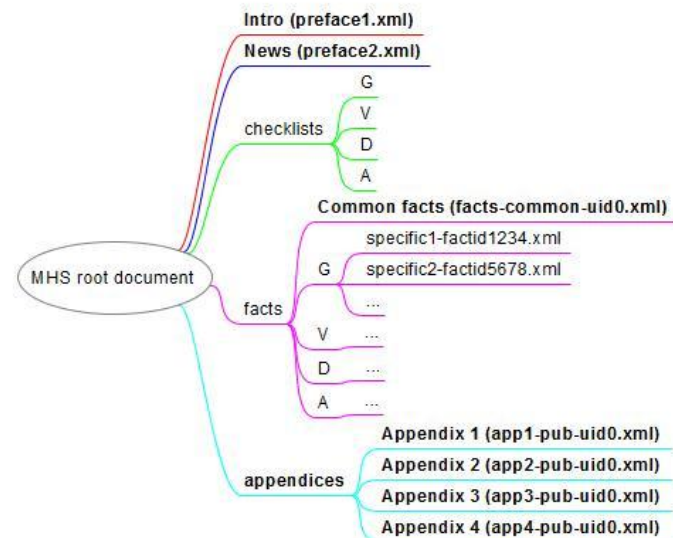 Intro (preface1.xml)
News (preface2.xml)
checklists
G
V
D
A
MHS root document
facts
Common facts (facts-common-uid0.xml)
G
specific1-factid1234.xml
specific2-factid5678.xml
...
V ...
D ...
A ...
appendices
Appendix 1 (app1-pub-uid0.xml)
Appendix 2 (app2-pub-uid0.xml)
Appendix 3 (app3-pub-uid0.xml)
Appendix 4 (app4-pub-uid0.xml)